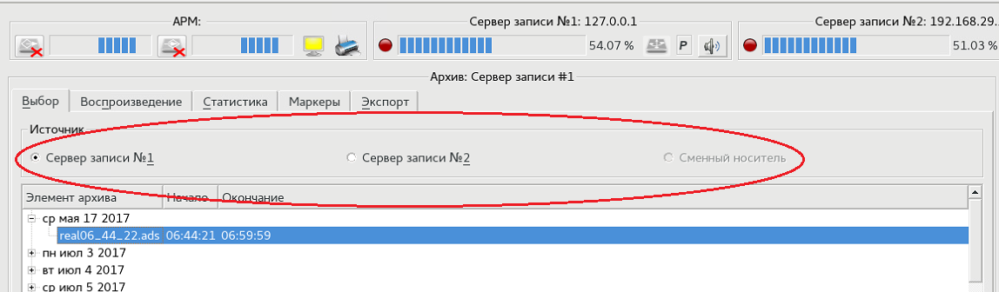 АРМ:
Сервер записи №1: 127.0.0.1
Сервер записи №2: 192.168.29.
54.07 %
P
51.03 %
Архив: Сервер записи #1
Выбор Воспроизведение Статистика Маркеры Экспорт
Источник
Сервер записи №1 Сервер записи №2 Сменный носитель
Элемент архива Начало Окончание
ср мая 17 2017
real06_44_22.ads 06:44:21 06:59:59
пн июл 3 2017
вт июл 4 2017
ср июл 5 2017